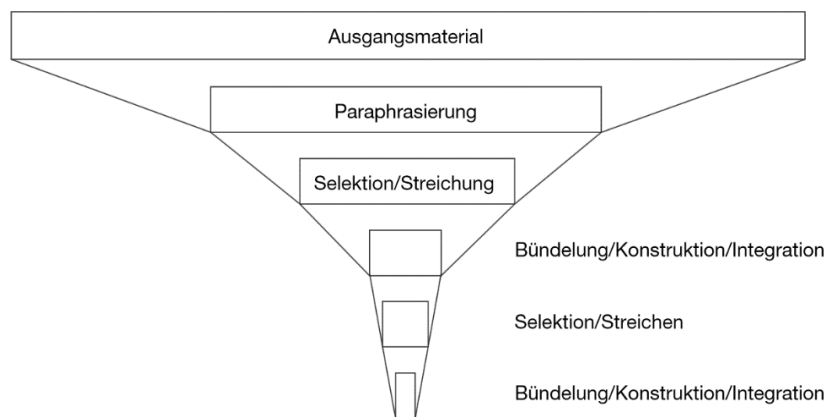 Ausgangsmaterial
Paraphrasierung
Selektion/Streichung
Bündelung/Konstruktion/Integration
Selektion/Streichen
Bündelung/Konstruktion/Integration